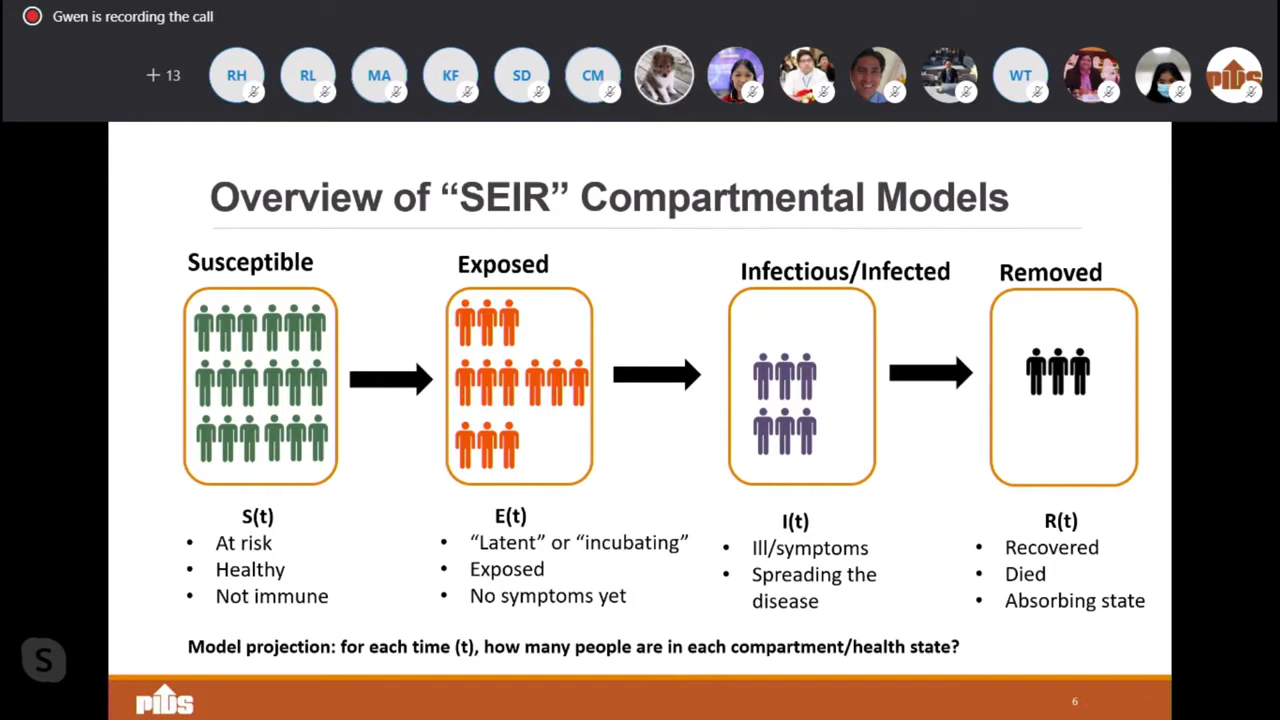 Gwen is recording the call
+ 13
RH
RL
MA
KF
SD
CM
WT
PIDS
Overview of “SEIR” Compartmental Models
Susceptible
Exposed
Infectious/Infected
Removed
S(t)
• At risk
• Healthy
• Not immune
E(t)
• “Latent” or “incubating”
• Exposed
• No symptoms yet
I(t)
• Ill/symptoms
• Spreading the
disease
R(t)
• Recovered
• Died
• Absorbing state
Model projection: for each time (t), how many people are in each compartment/health state?
S
PIDS
6